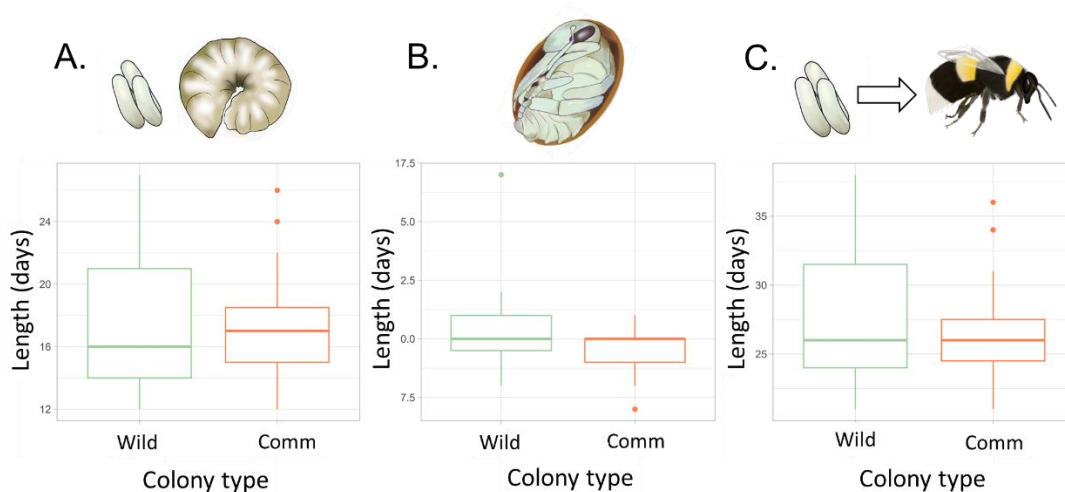 A.
B.
C.
Length (days)
24
20
16
12
Wild
Comm
Colony type
Length (days)
17.5
5.0
2.5
0.0
7.5
Wild
Comm
Colony type
Length (days)
35
30
25
Wild
Comm
Colony type